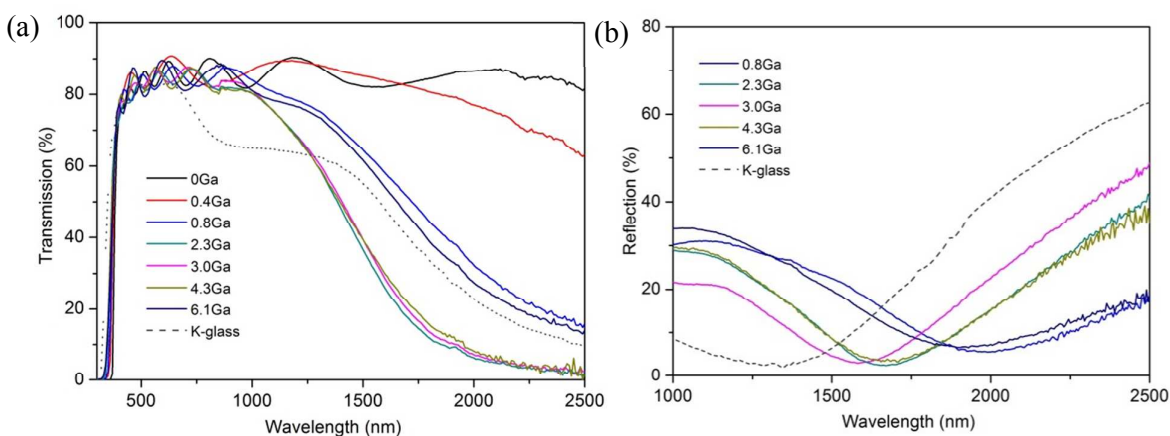 (a)
100
80
60
40
20
0
Transmission (%)
0Ga
0.4Ga
0.8Ga
2.3Ga
3.0Ga
4.3Ga
6.1Ga
K-glass
500 1000 1500 2000 2500
Wavelength (nm)
(b)
80
60
40
20
0
Reflection (%)
0.8Ga
2.3Ga
3.0Ga
4.3Ga
6.1Ga
K-glass
1000 1500 2000 2500
Wavelength (nm)